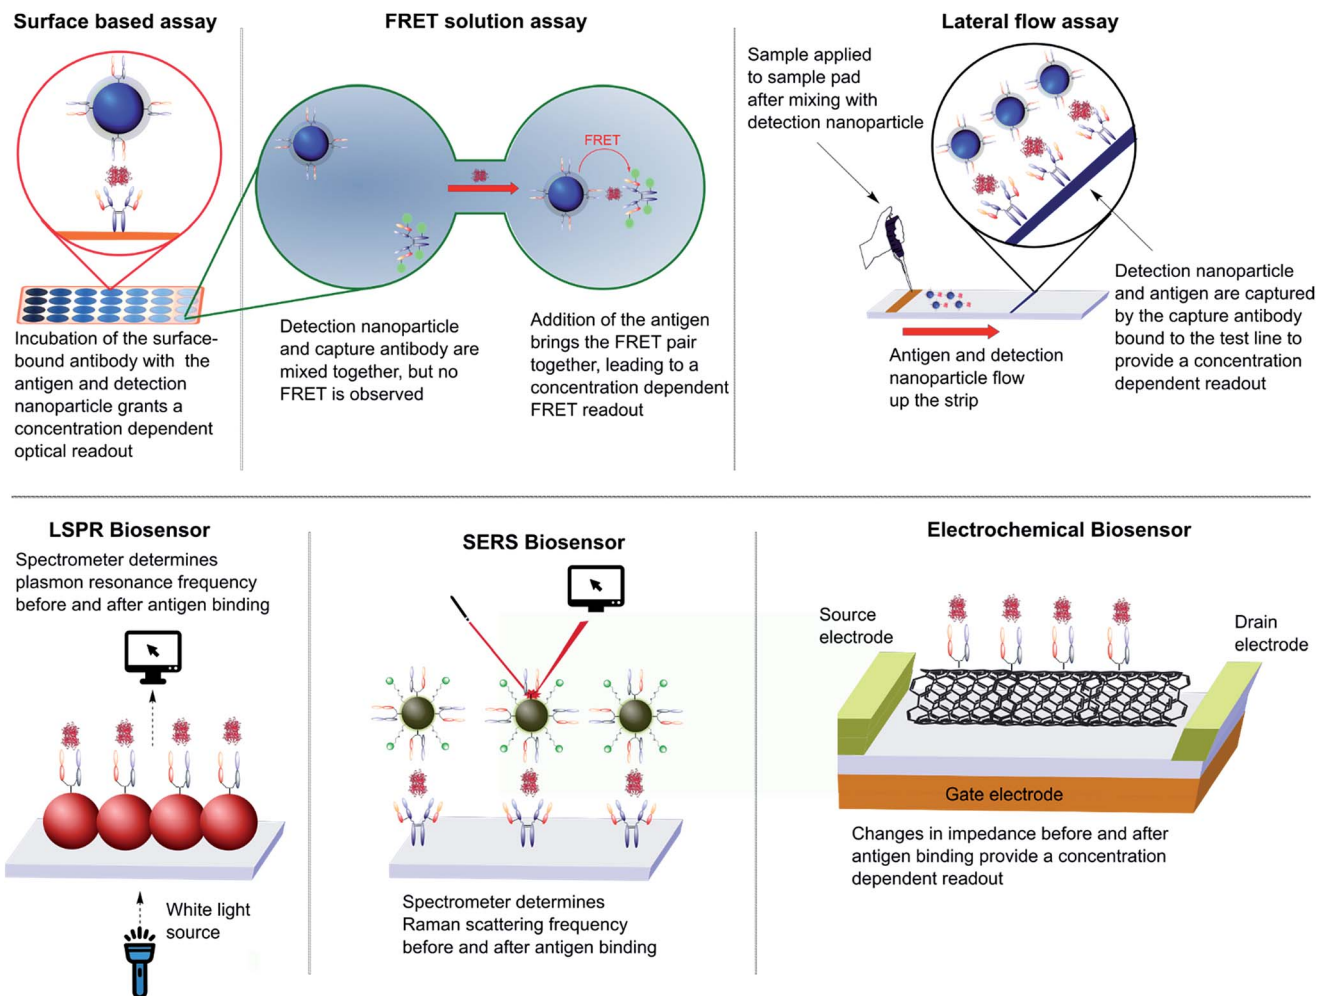 Surface based assay
Incubation of the surface-
bound antibody with the
antigen and detection
nanoparticle grants a
concentration dependent
optical readout
FRET solution assay
FRET
Detection nanoparticle
and capture antibody are
mixed together, but no
FRET is observed
Addition of the antigen
brings the FRET pair
together, leading to a
concentration dependent
FRET readout
Lateral flow assay
Sample applied
to sample pad
after mixing with
detection nanoparticle
Antigen and detection
nanoparticle flow
up the strip
Detection nanoparticle
and antigen are captured
by the capture antibody
bound to the test line to
provide a concentration
dependent readout
LSPR Biosensor
Spectrometer determines
plasmon resonance frequency
before and after antigen binding
White light
source
SERS Biosensor
Spectrometer determines
Raman scattering frequency
before and after antigen binding
Electrochemical Biosensor
Source
electrode
Drain
electrode
Gate electrode
Changes in impedance before and after
antigen binding provide a concentration
dependent readout